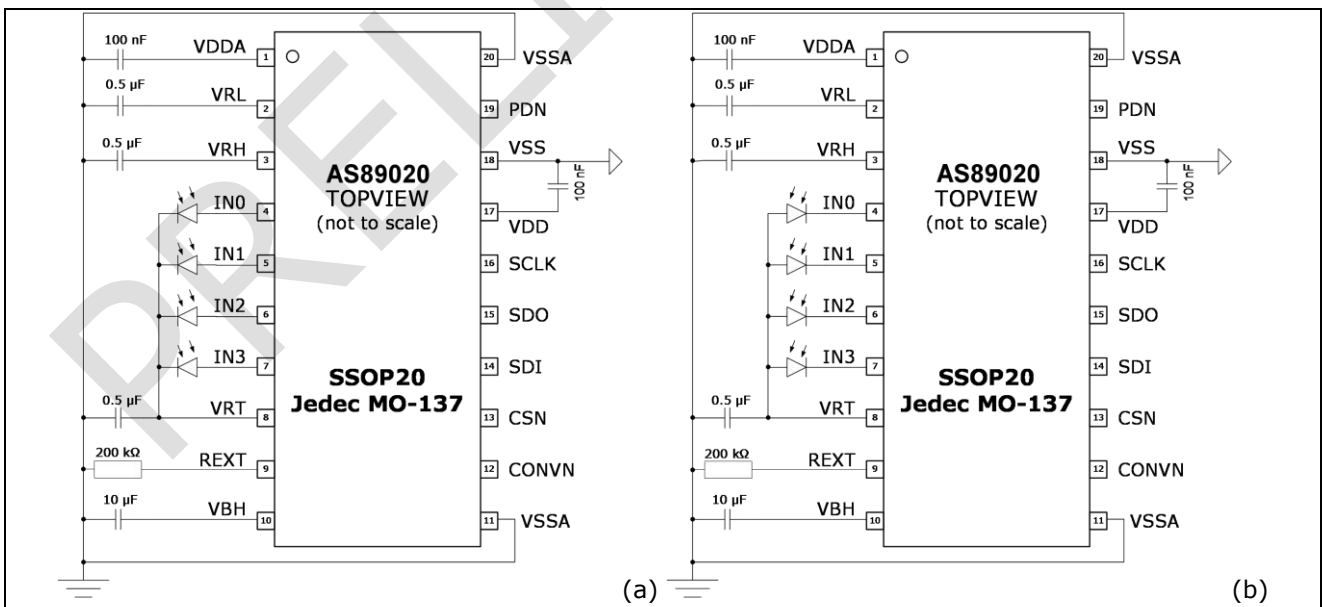 PRELI
100 nF VDDA 1 20 VSSA
0.5 µF VRL 2 19 PDN
0.5 µF VRH 3 18 VSS
AS89020
TOPVIEW
(not to scale)
100 nF
IN0 4 17 VDD
IN1 5 16 SCLK
IN2 6 15 SDO
IN3 7 14 SDI
SSOP20
Jedec MO-137
0.5 µF VRT 8 13 CSN
200 kΩ REXT 9 12 CONVN
10 µF VBH 10 11 VSSA
(a)
100 nF VDDA 1 20 VSSA
0.5 µF VRL 2 19 PDN
0.5 µF VRH 3 18 VSS
AS89020
TOPVIEW
(not to scale)
100 nF
IN0 4 17 VDD
IN1 5 16 SCLK
IN2 6 15 SDO
IN3 7 14 SDI
SSOP20
Jedec MO-137
0.5 µF VRT 8 13 CSN
200 kΩ REXT 9 12 CONVN
10 µF VBH 10 11 VSSA
(b)